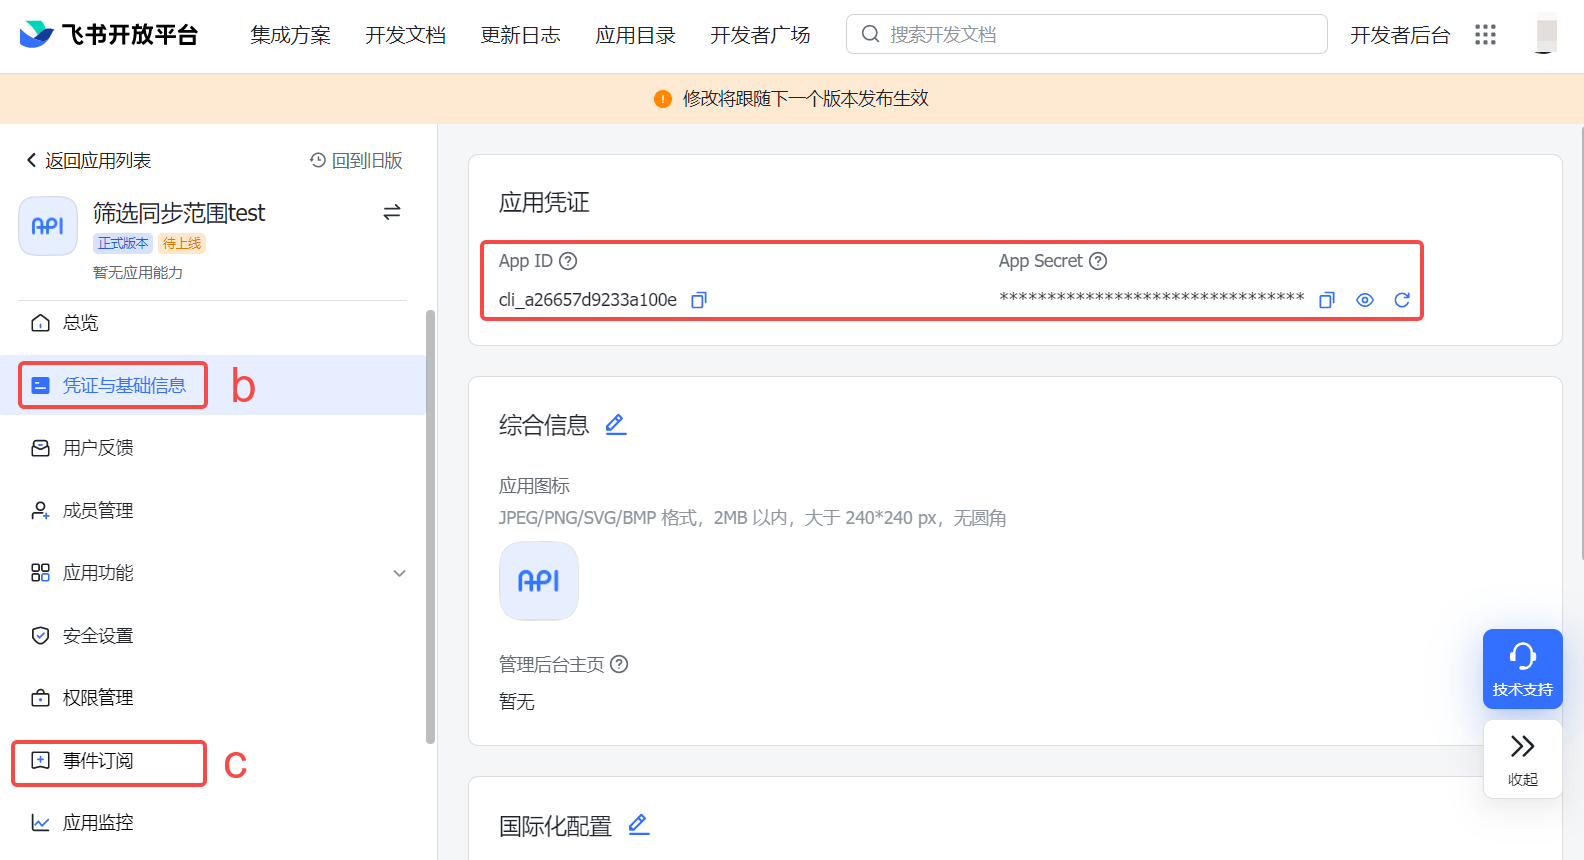 飞书开放平台 集成方案 开发文档 更新日志 应用目录 开发者广场 搜索开发文档 开发者后台
修改将跟随下一个版本发布生效
返回应用列表 回到旧版
API 筛选同步范围test
正式版本 待上线
暂无应用能力
总览
凭证与基础信息 b
用户反馈
成员管理
应用功能
安全设置
权限管理
事件订阅 c
应用监控
应用凭证
App ID App Secret
cli_a26657d9233a100e ********************************
综合信息
应用图标
JPEG/PNG/SVG/BMP 格式，2MB 以内，大于 240*240 px，无圆角
API
管理后台主页
暂无
国际化配置
技术支持
收起